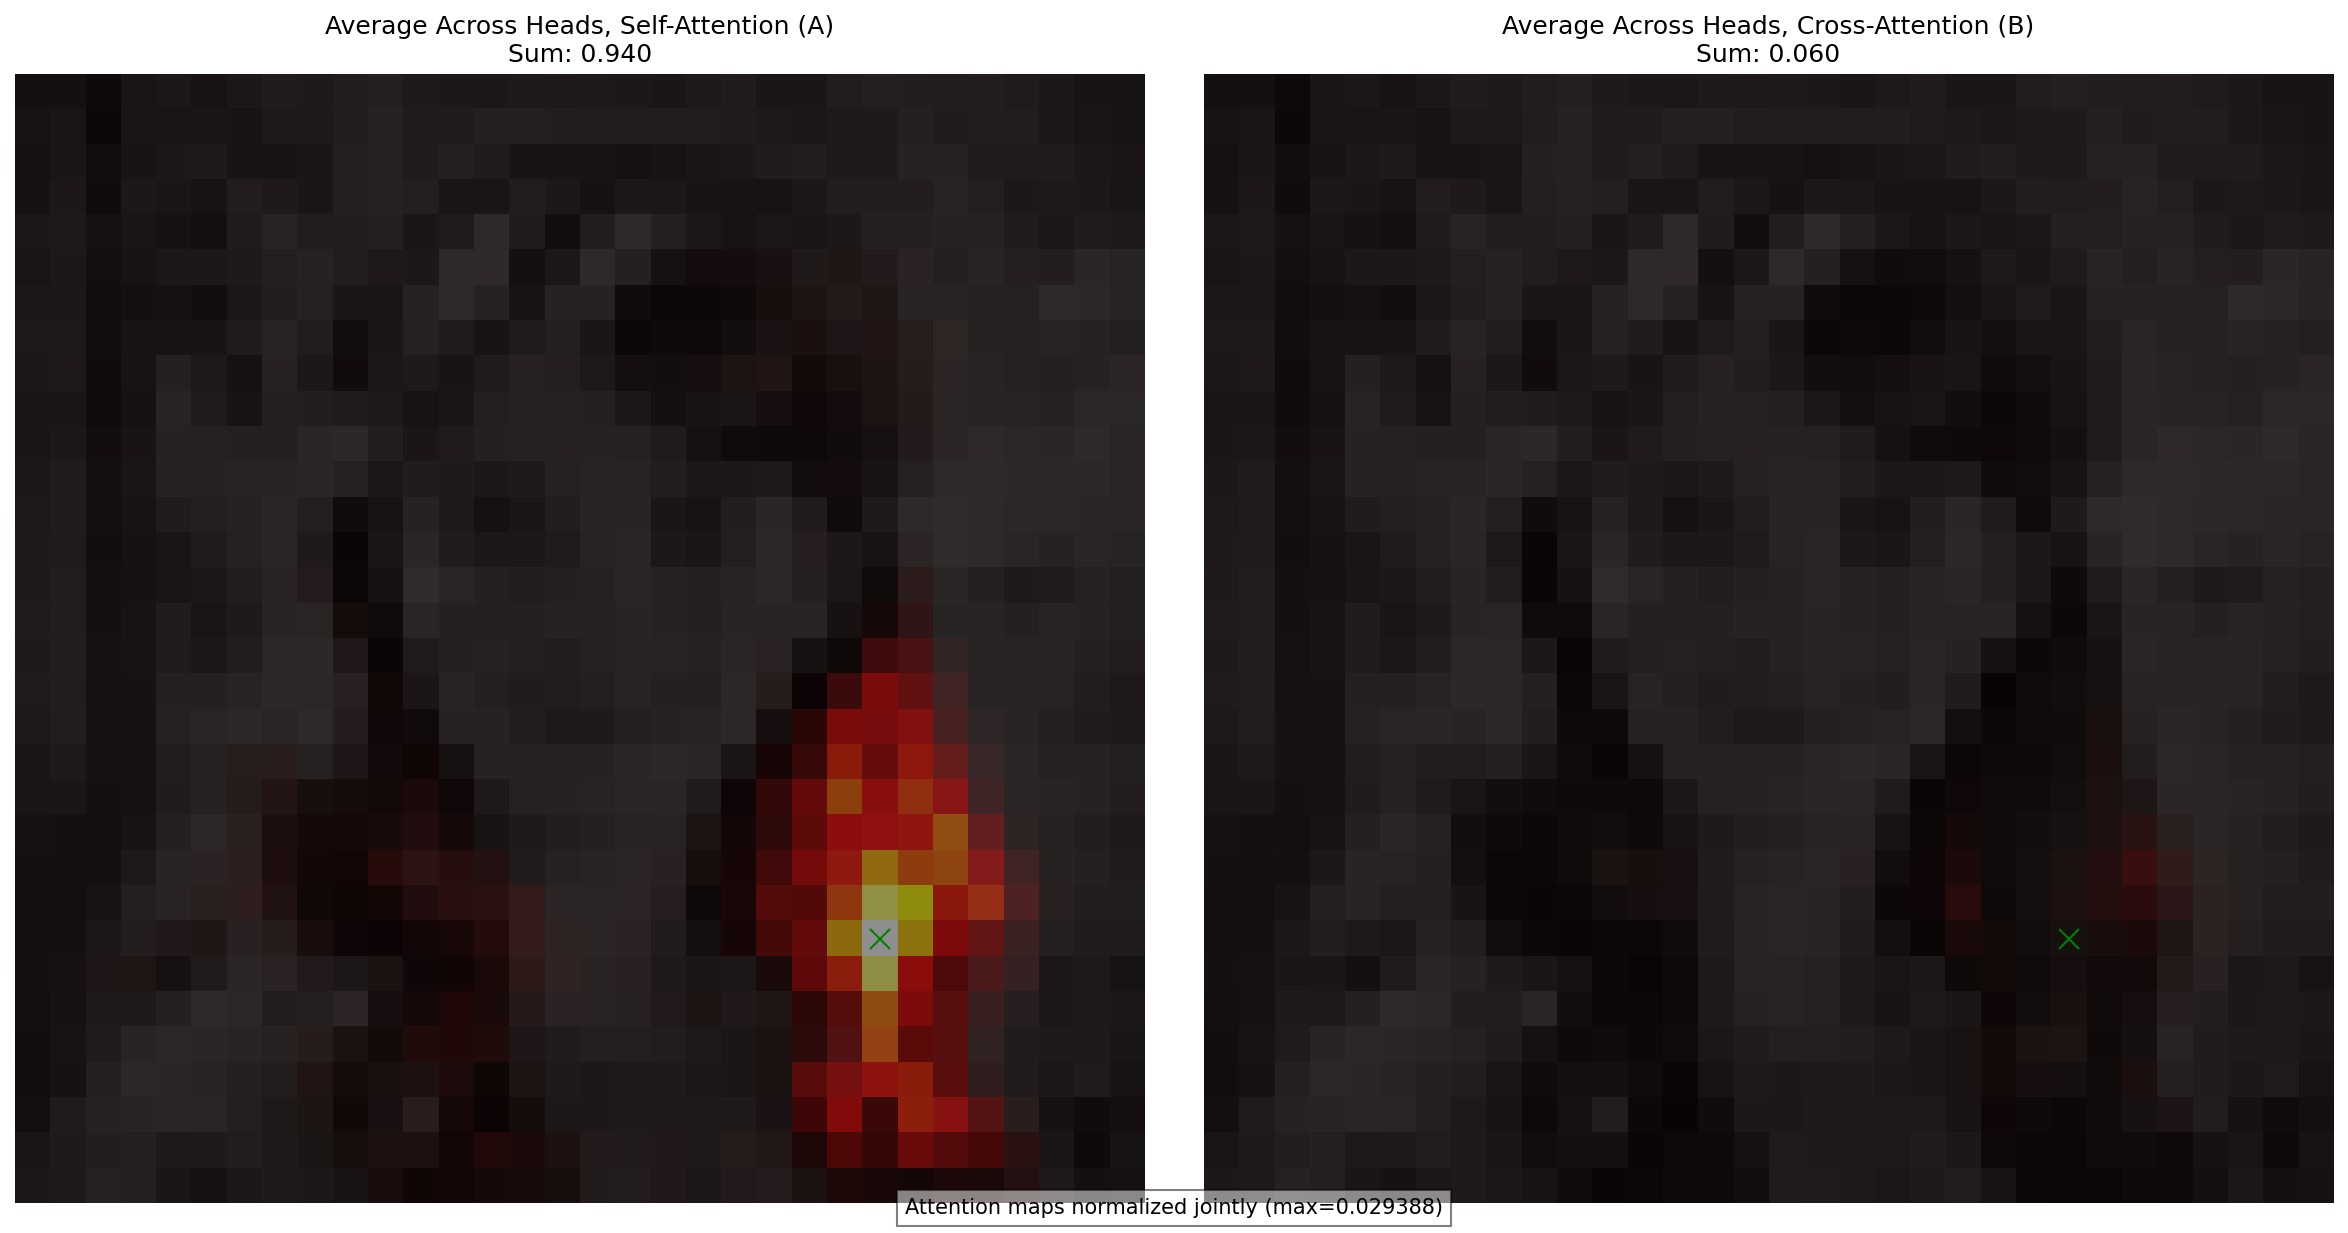 Average Across Heads, Self-Attention (A)
Sum: 0.940
Average Across Heads, Cross-Attention (B)
Sum: 0.060
Attention maps normalized jointly (max=0.029388)